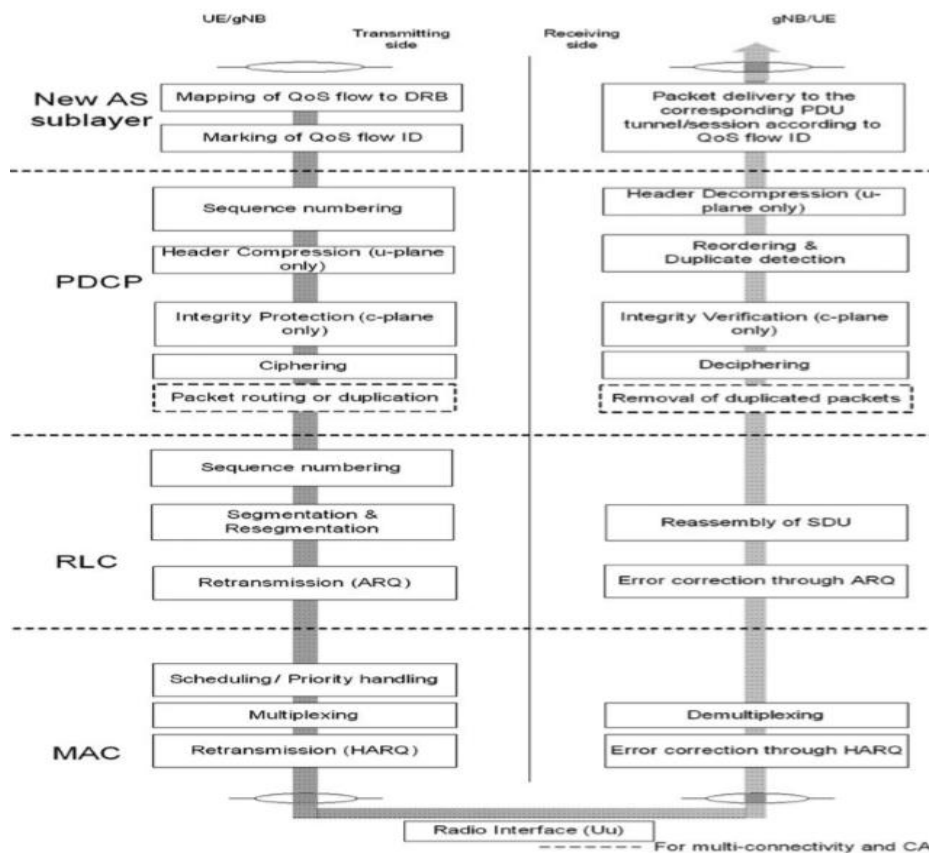 UE/gNB
gNB/UE
Transmitting
side
Receiving
side
New AS
sublayer
Mapping of QoS flow to DRB
Marking of QoS flow ID
Packet delivery to the
corresponding PDU
tunnel/session according to
QoS flow ID
PDCP
Sequence numbering
Header Compression (u-plane
only)
Integrity Protection (c-plane
only)
Ciphering
Packet routing or duplication
Header Decompression (u-
plane only)
Reordering &
Duplicate detection
Integrity Verification (c-plane
only)
Deciphering
Removal of duplicated packets
RLC
Sequence numbering
Segmentation &
Resegmentation
Retransmission (ARQ)
Reassembly of SDU
Error correction through ARQ
MAC
Scheduling / Priority handling
Multiplexing
Retransmission (HARQ)
Demultiplexing
Error correction through HARQ
Radio Interface (Uu)
For multi-connectivity and CA